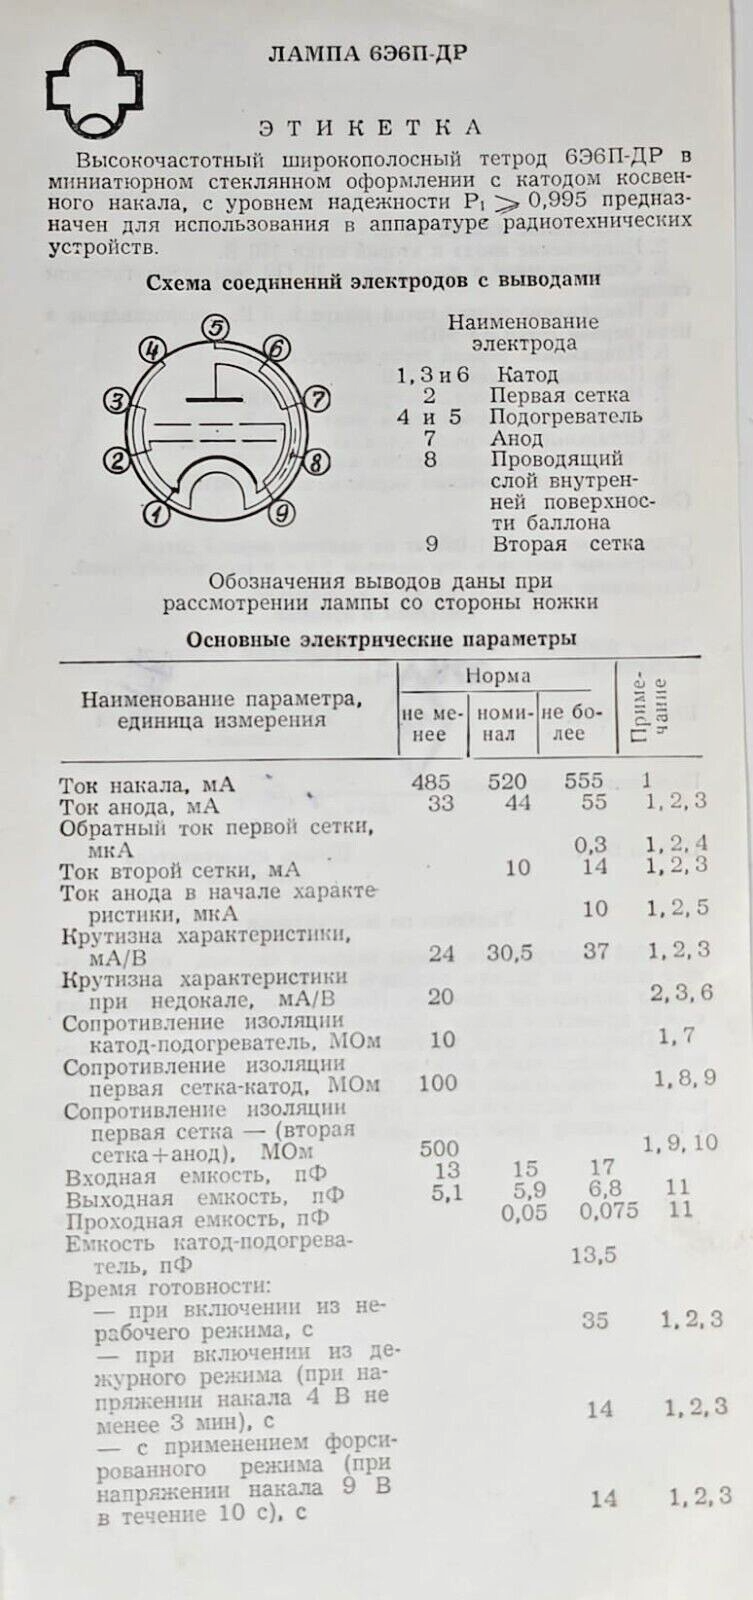 ЛАМПА 6Э6П-ДР
ЭТИКЕТКА
Высокочастотный широкополосный тетрод 6Э6П-ДР в
миниатюрном стеклянном оформлении с катодом косвен-
ного накала, с уровнем надежности P₁ ⩾ 0,995 предназ-
начен для использования в аппаратуре радиотехнических
устройств.
Схема соединений электродов с выводами
1 2 3 4 5 6 7 8 9
Наименование
электрода
1, 3 и 6 Катод
2 Первая сетка
4 и 5 Подогреватель
7 Анод
8 Проводящий
слой внутрен-
ней поверхнос-
ти баллона
9 Вторая сетка
Обозначения выводов даны при
рассмотрении лампы со стороны ножки
Основные электрические параметры
Наименование параметра,
единица измерения
Норма
не ме-
нее
номи-
нал
не бо-
лее
Приме-
чание
Ток накала, мА 485 520 555 1
Ток анода, мА 33 44 55 1, 2, 3
Обратный ток первой сетки,
мкА 0,3 1, 2, 4
Ток второй сетки, мА 10 14 1, 2, 3
Ток анода в начале характе-
ристики, мкА 10 1, 2, 5
Крутизна характеристики,
мА/В 24 30,5 37 1, 2, 3
Крутизна характеристики
при недокале, мА/В 20 2, 3, 6
Сопротивление изоляции
катод-подогреватель, МОм 10 1, 7
Сопротивление изоляции
первая сетка-катод, МОм 100 1, 8, 9
Сопротивление изоляции
первая сетка — (вторая
сетка+анод), МОм 500 1, 9, 10
Входная емкость, пФ 13 15 17
Выходная емкость, пФ 5,1 5,9 6,8 11
Проходная емкость, пФ 0,05 0,075 11
Емкость катод-подогрева-
тель, пФ 13,5
Время готовности:
— при включении из не-
рабочего режима, с 35 1, 2, 3
— при включении из де-
журного режима (при на-
пряжении накала 4 В не
менее 3 мин), с 14 1, 2, 3
— с применением форси-
рованного режима (при
напряжении накала 9 В
в течение 10 с), с 14 1, 2, 3